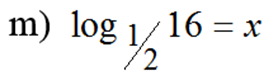 m) log 1/2 16 = x